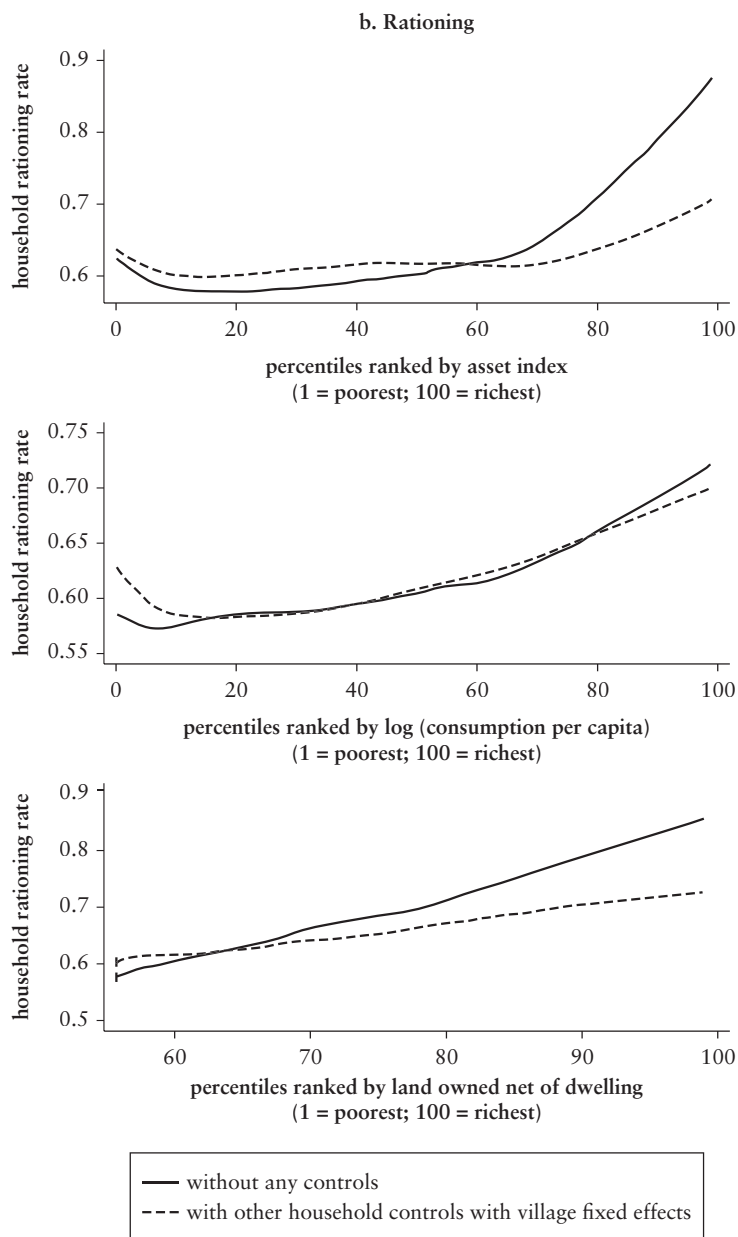 b. Rationing
household rationing rate
0.9
0.8
0.7
0.6
0 20 40 60 80 100
percentiles ranked by asset index
(1 = poorest; 100 = richest)
household rationing rate
0.75
0.70
0.65
0.60
0.55
0 20 40 60 80 100
percentiles ranked by log (consumption per capita)
(1 = poorest; 100 = richest)
household rationing rate
0.9
0.8
0.7
0.6
0.5
60 70 80 90 100
percentiles ranked by land owned net of dwelling
(1 = poorest; 100 = richest)
without any controls
with other household controls with village fixed effects